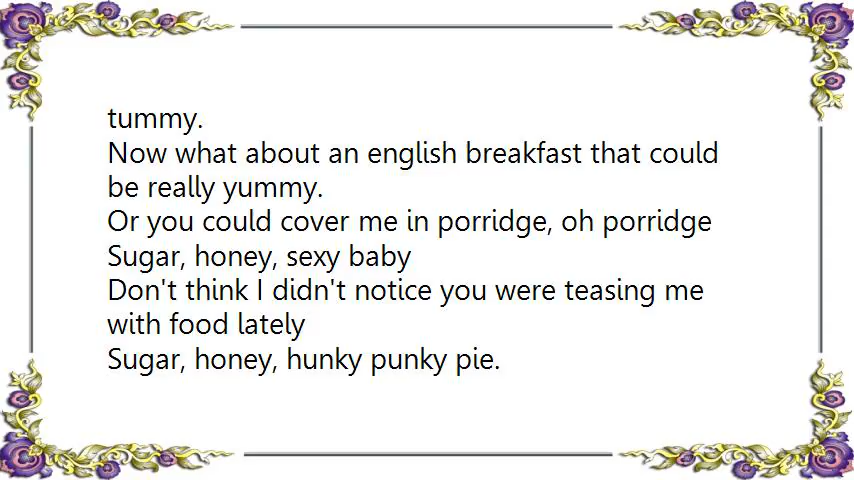 tummy.
Now what about an english breakfast that could
be really yummy.
Or you could cover me in porridge, oh porridge
Sugar, honey, sexy baby
Don't think I didn't notice you were teasing me
with food lately
Sugar, honey, hunky punky pie.